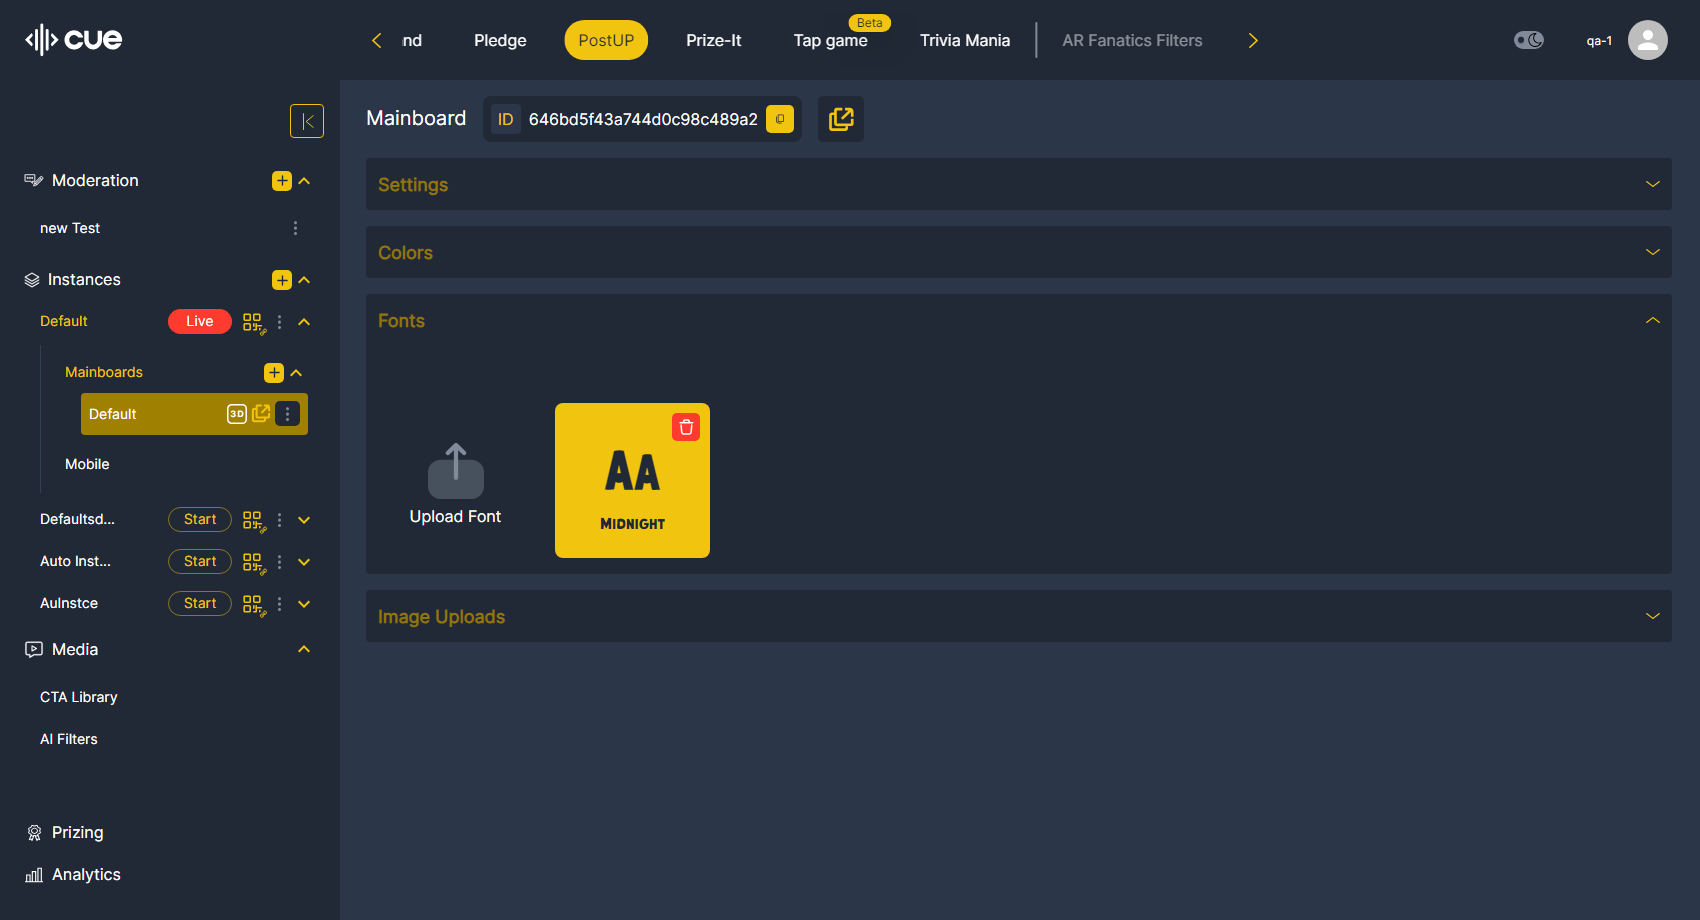 cue
nd
Pledge
PostUP
Prize-It
Beta
Tap game
Trivia Mania
AR Fanatics Filters
qa-1
Mainboard
ID
646bd5f43a744d0c98c489a2
Moderation
new Test
Instances
Default
Live
Mainboards
Default
3D
Mobile
Defaultsd...
Start
Auto Inst...
Start
AuInstce
Start
Media
CTA Library
AI Filters
Prizing
Analytics
Settings
Colors
Fonts
Upload Font
AA
MIDNIGHT
Image Uploads